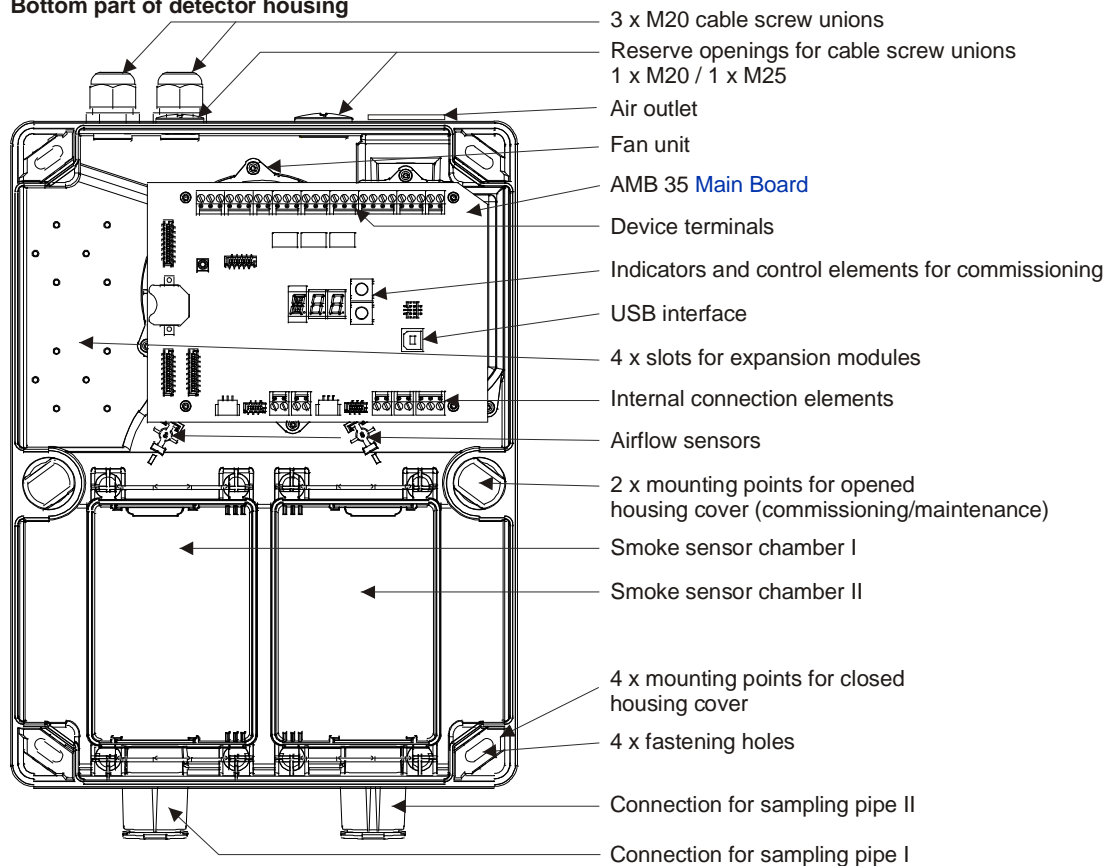 Bottom part of detector housing
3 x M20 cable screw unions
Reserve openings for cable screw unions
1 x M20 / 1 x M25
Air outlet
Fan unit
AMB 35 Main Board
Device terminals
Indicators and control elements for commissioning
USB interface
4 x slots for expansion modules
Internal connection elements
Airflow sensors
2 x mounting points for opened
housing cover (commissioning/maintenance)
Smoke sensor chamber I
Smoke sensor chamber II
4 x mounting points for closed
housing cover
4 x fastening holes
Connection for sampling pipe II
Connection for sampling pipe I